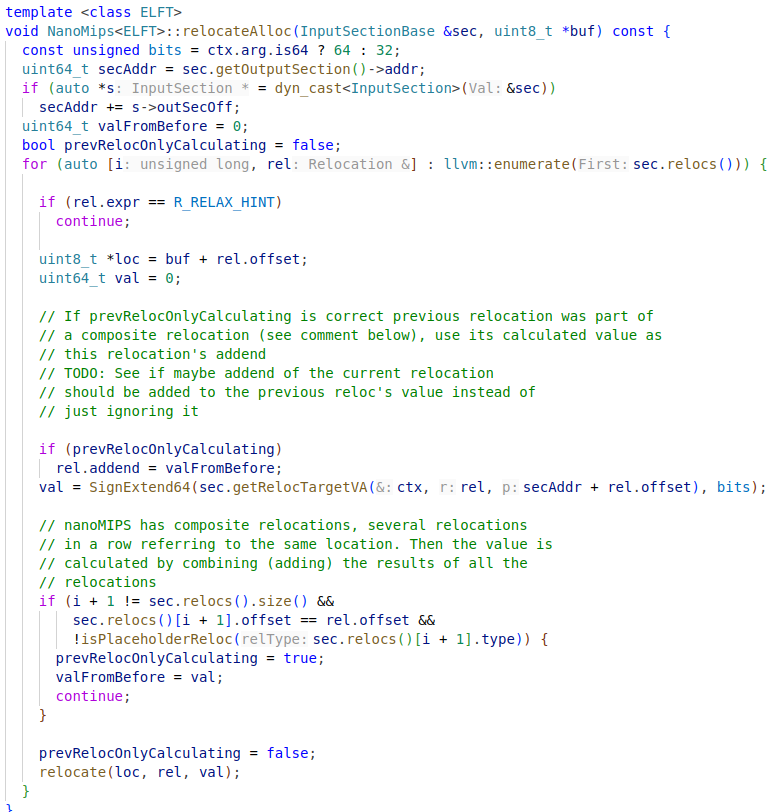 template <class ELFT>
void NanoMips<ELFT>::relocateAlloc(InputSectionBase &sec, uint8_t *buf) const {
  const unsigned bits = ctx.arg.is64 ? 64 : 32;
  uint64_t secAddr = sec.getOutputSection()->addr;
  if (auto *s: InputSection * = dyn_cast<InputSection>(Val: &sec))
    secAddr += s->outSecOff;
  uint64_t valFromBefore = 0;
  bool prevRelocOnlyCalculating = false;
  for (auto [i: unsigned long, rel: Relocation &] : llvm::enumerate(First: sec.relocs())) {

    if (rel.expr == R_RELAX_HINT)
      continue;

    uint8_t *loc = buf + rel.offset;
    uint64_t val = 0;

    // If prevRelocOnlyCalculating is correct previous relocation was part of
    // a composite relocation (see comment below), use its calculated value as
    // this relocation's addend
    // TODO: See if maybe addend of the current relocation
    // should be added to the previous reloc's value instead of
    // just ignoring it

    if (prevRelocOnlyCalculating)
      rel.addend = valFromBefore;
    val = SignExtend64(sec.getRelocTargetVA(&: ctx, r: rel, p: secAddr + rel.offset), bits);

    // nanoMIPS has composite relocations, several relocations
    // in a row referring to the same location. Then the value is
    // calculated by combining (adding) the results of all the
    // relocations
    if (i + 1 != sec.relocs().size() &&
        sec.relocs()[i + 1].offset == rel.offset &&
        !isPlaceholderReloc(relType: sec.relocs()[i + 1].type)) {
      prevRelocOnlyCalculating = true;
      valFromBefore = val;
      continue;
    }

    prevRelocOnlyCalculating = false;
    relocate(loc, rel, val);
  }
}